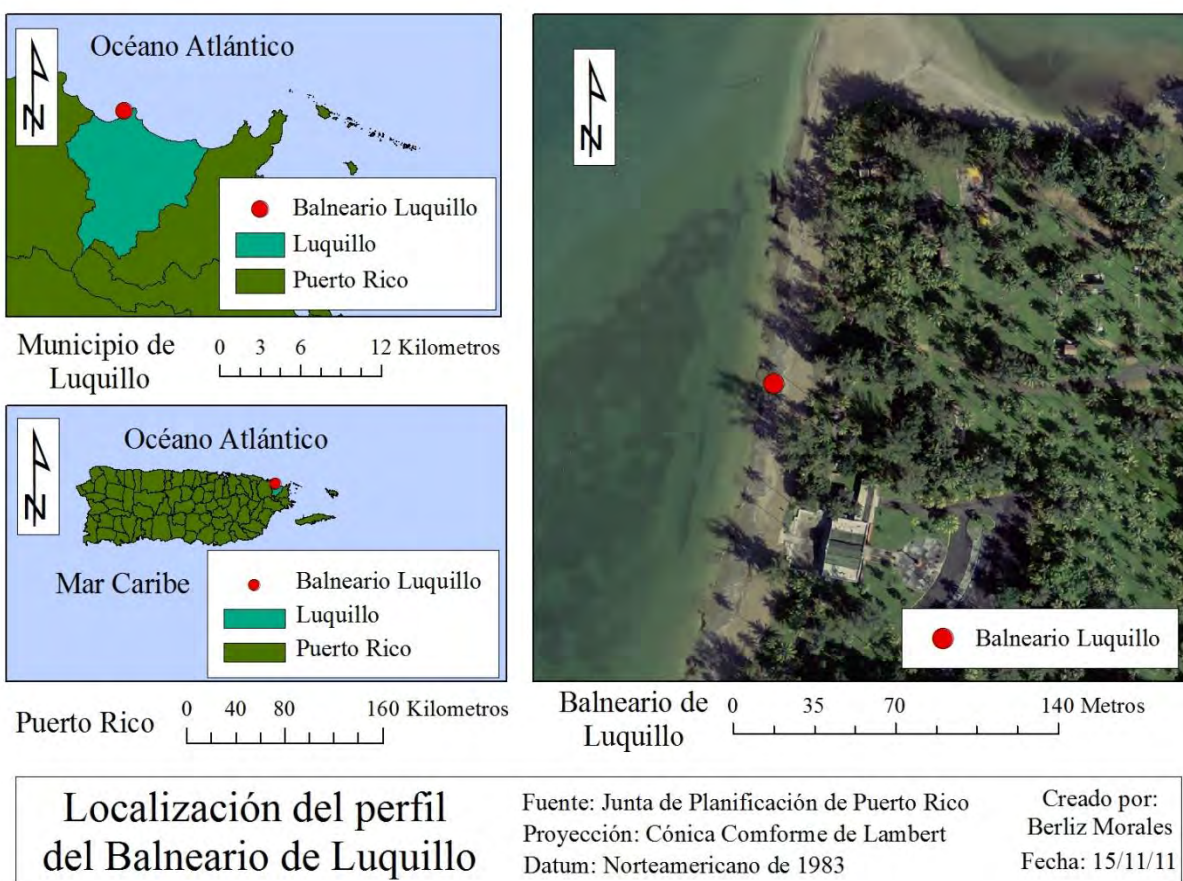 Océano Atlántico
N
Balneario Luquillo
Luquillo
Puerto Rico
Municipio de
Luquillo
0 3 6 12 Kilometros
Océano Atlántico
N
Mar Caribe
Balneario Luquillo
Luquillo
Puerto Rico
Puerto Rico
0 40 80 160 Kilometros
N
Balneario Luquillo
Balneario de
Luquillo
0 35 70 140 Metros
Localización del perfil
del Balneario de Luquillo
Fuente: Junta de Planificación de Puerto Rico
Proyección: Cónica Comforme de Lambert
Datum: Norteamericano de 1983
Creado por:
Berliz Morales
Fecha: 15/11/11